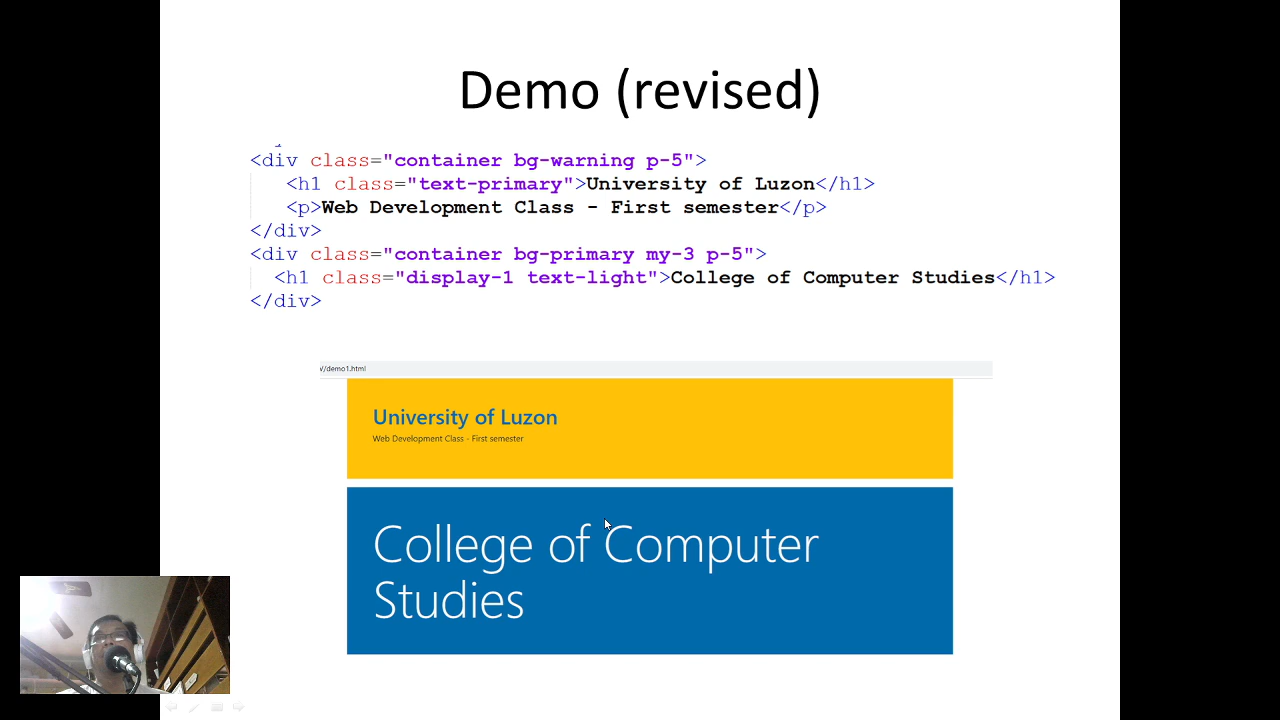 Demo (revised)
<div class="container bg-warning p-5">
<h1 class="text-primary">University of Luzon</h1>
<p>Web Development Class - First semester</p>
</div>
<div class="container bg-primary my-3 p-5">
<h1 class="display-1 text-light">College of Computer Studies</h1>
</div>
/demo1.html
University of Luzon
Web Development Class - First semester
College of Computer
Studies